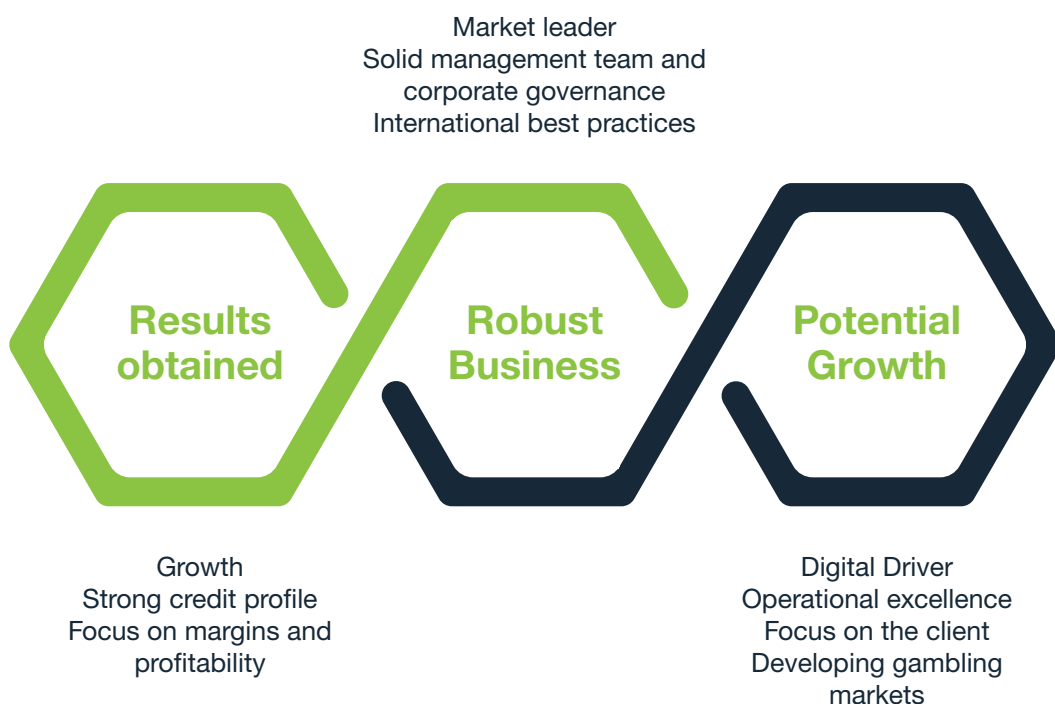 Market leader
Solid management team and
corporate governance
International best practices
Results
obtained
Robust
Business
Potential
Growth
Growth
Strong credit profile
Focus on margins and
profitability
Digital Driver
Operational excellence
Focus on the client
Developing gambling
markets